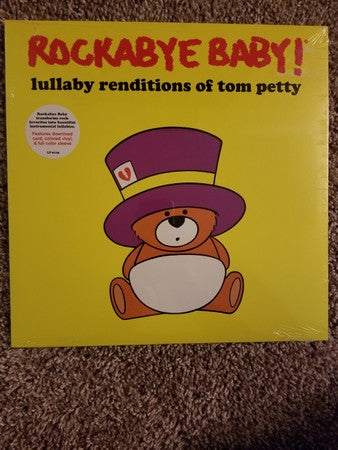 ROCKABYE BABY!
lullaby renditions of tom petty
Rockabye Baby
transforms rock
favorites into beautiful
instrumental lullabies.
Features download
card, colored vinyl,
& full color sleeve